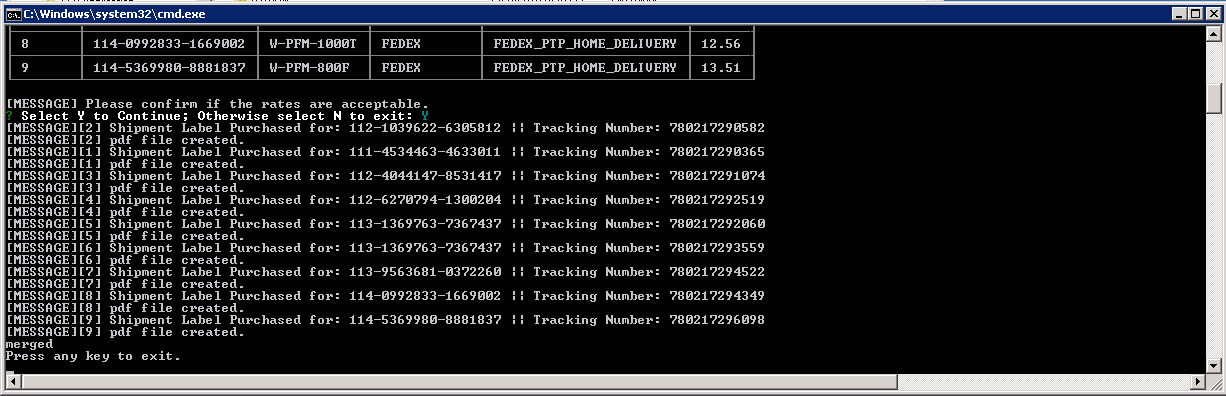 C:\Windows\system32\cmd.exe
8 114-0992833-1669002 W-PFM-1000T FEDEX FEDEX_PTP_HOME_DELIVERY 12.56
9 114-5369980-8881837 W-PFM-800F FEDEX FEDEX_PTP_HOME_DELIVERY 13.51
[MESSAGE] Please confirm if the rates are acceptable.
? Select Y to Continue; Otherwise select N to exit: Y
[MESSAGE][2] Shipment Label Purchased for: 112-1039622-6305812 || Tracking Number: 780217290582
[MESSAGE][2] pdf file created.
[MESSAGE][1] Shipment Label Purchased for: 111-4534463-4633011 || Tracking Number: 780217290365
[MESSAGE][1] pdf file created.
[MESSAGE][3] Shipment Label Purchased for: 112-4044147-8531417 || Tracking Number: 780217291074
[MESSAGE][3] pdf file created.
[MESSAGE][4] Shipment Label Purchased for: 112-6270794-1300204 || Tracking Number: 780217292519
[MESSAGE][4] pdf file created.
[MESSAGE][5] Shipment Label Purchased for: 113-1369763-7367437 || Tracking Number: 780217292060
[MESSAGE][5] pdf file created.
[MESSAGE][6] Shipment Label Purchased for: 113-1369763-7367437 || Tracking Number: 780217293559
[MESSAGE][6] pdf file created.
[MESSAGE][7] Shipment Label Purchased for: 113-9563681-0372260 || Tracking Number: 780217294522
[MESSAGE][7] pdf file created.
[MESSAGE][8] Shipment Label Purchased for: 114-0992833-1669002 || Tracking Number: 780217294349
[MESSAGE][8] pdf file created.
[MESSAGE][9] Shipment Label Purchased for: 114-5369980-8881837 || Tracking Number: 780217296098
[MESSAGE][9] pdf file created.
merged
Press any key to exit.